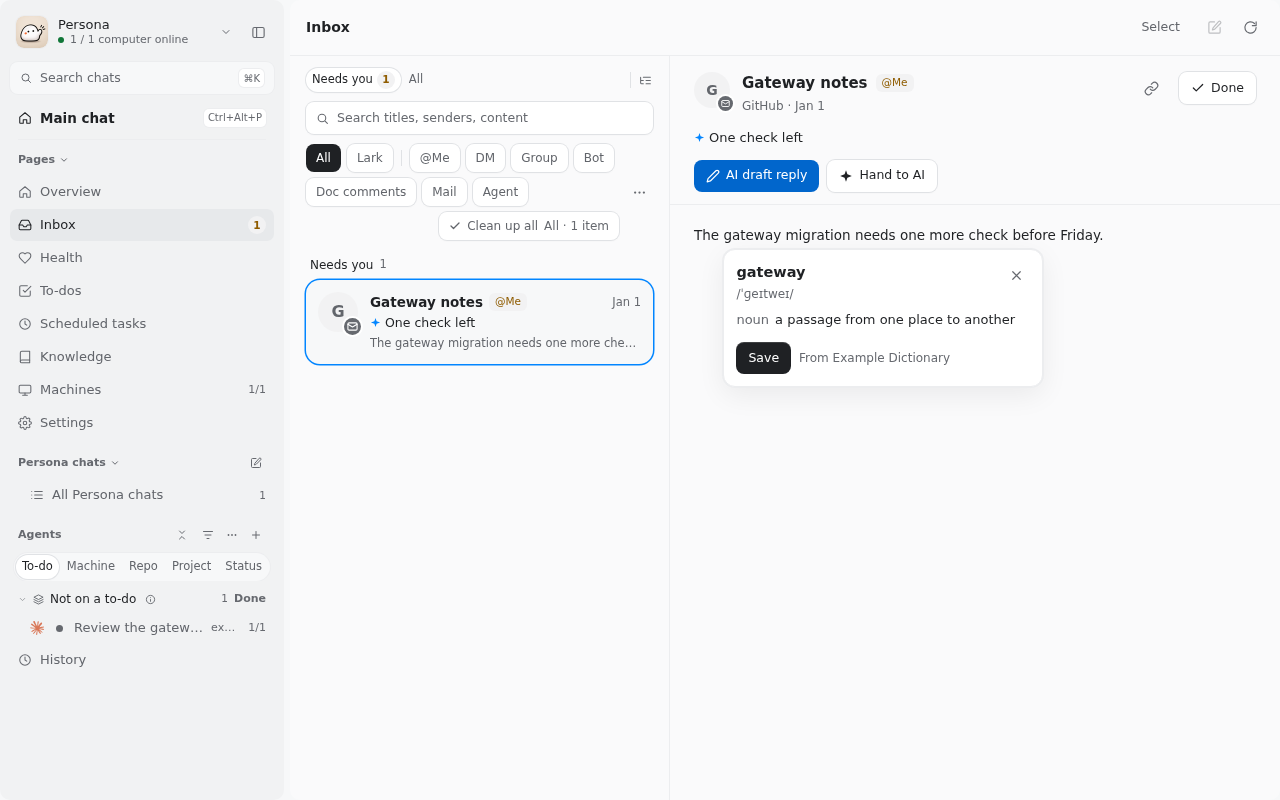 Persona
1 / 1 computer online
Search chats
⌘K
Main chat
Ctrl+Alt+P
Pages
Overview
Inbox
1
Health
To-dos
Scheduled tasks
Knowledge
Machines
1/1
Settings
Persona chats
All Persona chats
1
Agents
To-do
Machine
Repo
Project
Status
Not on a to-do
1 Done
Review the gatew…
ex…
1/1
History
Inbox
Select
Needs you 1
All
Search titles, senders, content
All
Lark
@Me
DM
Group
Bot
Doc comments
Mail
Agent
Clean up all All · 1 item
Needs you 1
G
Gateway notes @Me
Jan 1
One check left
The gateway migration needs one more che…
G
Gateway notes @Me
GitHub · Jan 1
Done
One check left
AI draft reply
Hand to AI
The gateway migration needs one more check before Friday.
gateway
/ˈɡeɪtweɪ/
noun a passage from one place to another
Save
From Example Dictionary